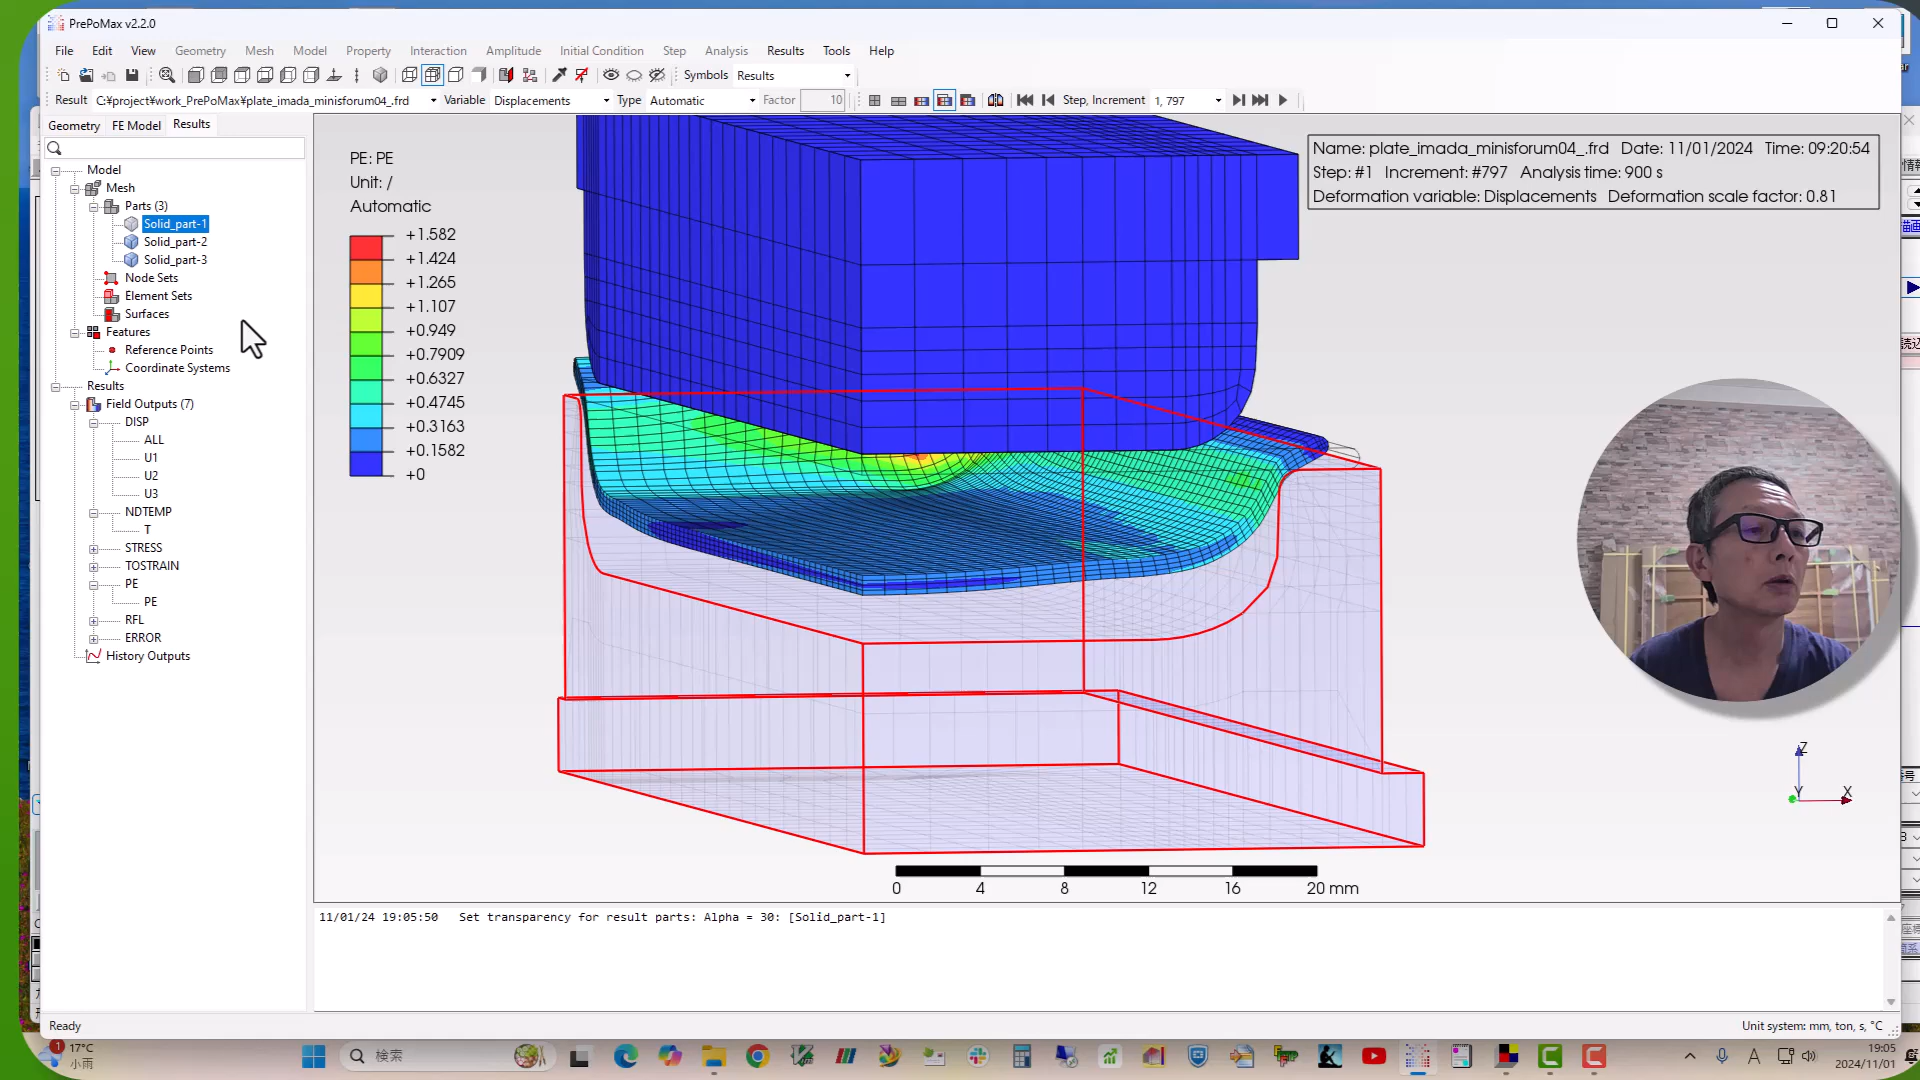 PrePoMax v2.2.0
File Edit View Geometry Mesh Model Property Interaction Amplitude Initial Condition Step Analysis Results Tools Help
Symbols Results
Result C:¥project¥work_PrePoMax¥plate_imada_minisforum04_.frd Variable Displacements Type Automatic Factor 10 Step, Increment 1, 797
Geometry FE Model Results
Model
Mesh
Parts (3)
Solid_part-1
Solid_part-2
Solid_part-3
Node Sets
Element Sets
Surfaces
Features
Reference Points
Coordinate Systems
Results
Field Outputs (7)
DISP
ALL
U1
U2
U3
NDTEMP
T
STRESS
TOSTRAIN
PE
PE
RFL
ERROR
History Outputs
PE: PE
Unit: /
Automatic
+1.582
+1.424
+1.265
+1.107
+0.949
+0.7909
+0.6327
+0.4745
+0.3163
+0.1582
+0
Name: plate_imada_minisforum04_.frd Date: 11/01/2024 Time: 09:20:54
Step: #1 Increment: #797 Analysis time: 900 s
Deformation variable: Displacements Deformation scale factor: 0.81
Z
Y X
0 4 8 12 16 20 mm
11/01/24 19:05:50 Set transparency for result parts: Alpha = 30: [Solid_part-1]
Ready
Unit system: mm, ton, s, °C
1
17°C
小雨
検索
A
19:05
2024/11/01